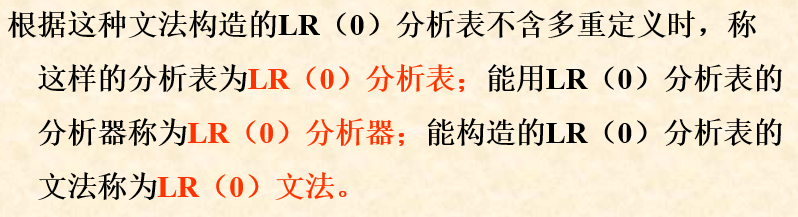 根据这种文法构造的LR（0）分析表不含多重定义时，称
这样的分析表为LR（0）分析表；能用LR（0）分析表的
分析器称为LR（0）分析器；能构造的LR（0）分析表的
文法称为LR（0）文法。